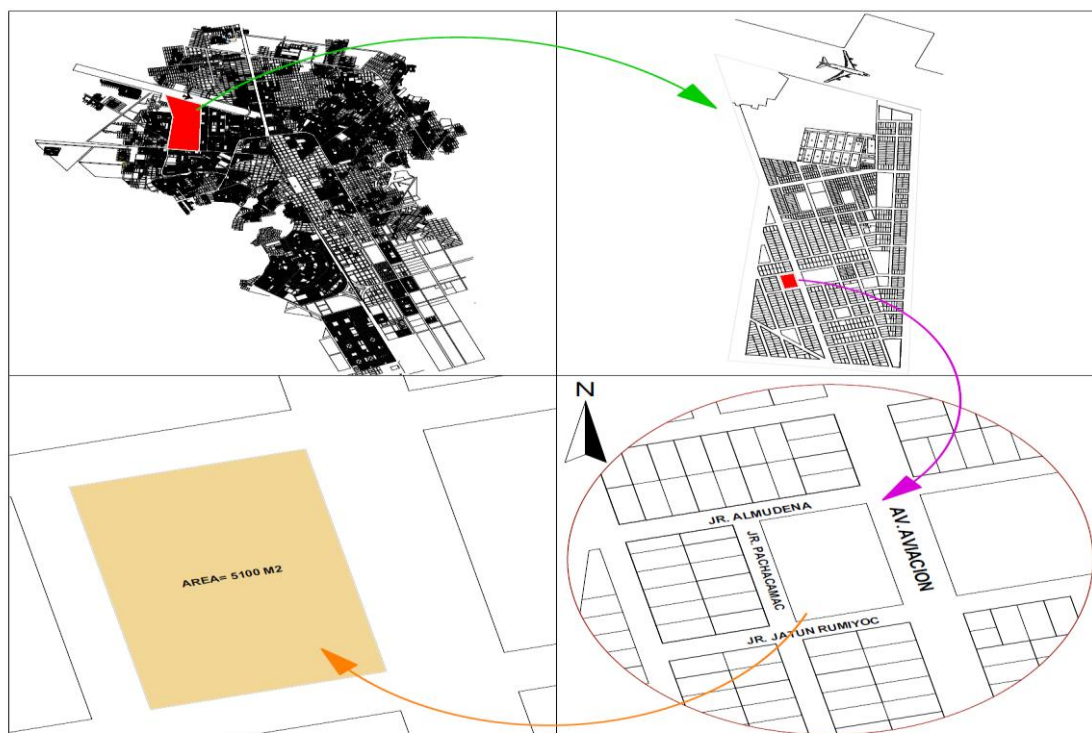 AREA= 5100 M2
N
JR. ALMUDENA
JR. PACHACAMAC
AV. AVIACION
JR. JATUN RUMIYOC